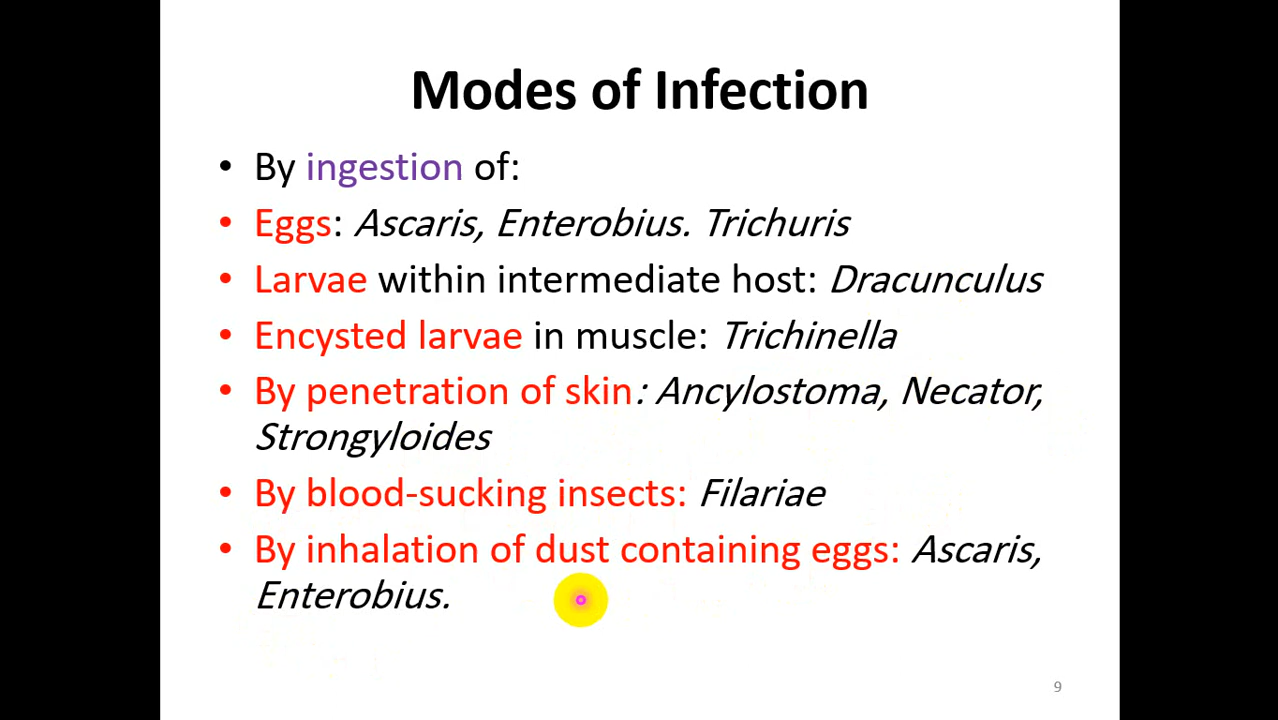 Modes of Infection
• By ingestion of:
• Eggs: Ascaris, Enterobius. Trichuris
• Larvae within intermediate host: Dracunculus
• Encysted larvae in muscle: Trichinella
• By penetration of skin: Ancylostoma, Necator,
Strongyloides
• By blood-sucking insects: Filariae
• By inhalation of dust containing eggs: Ascaris,
Enterobius.
9